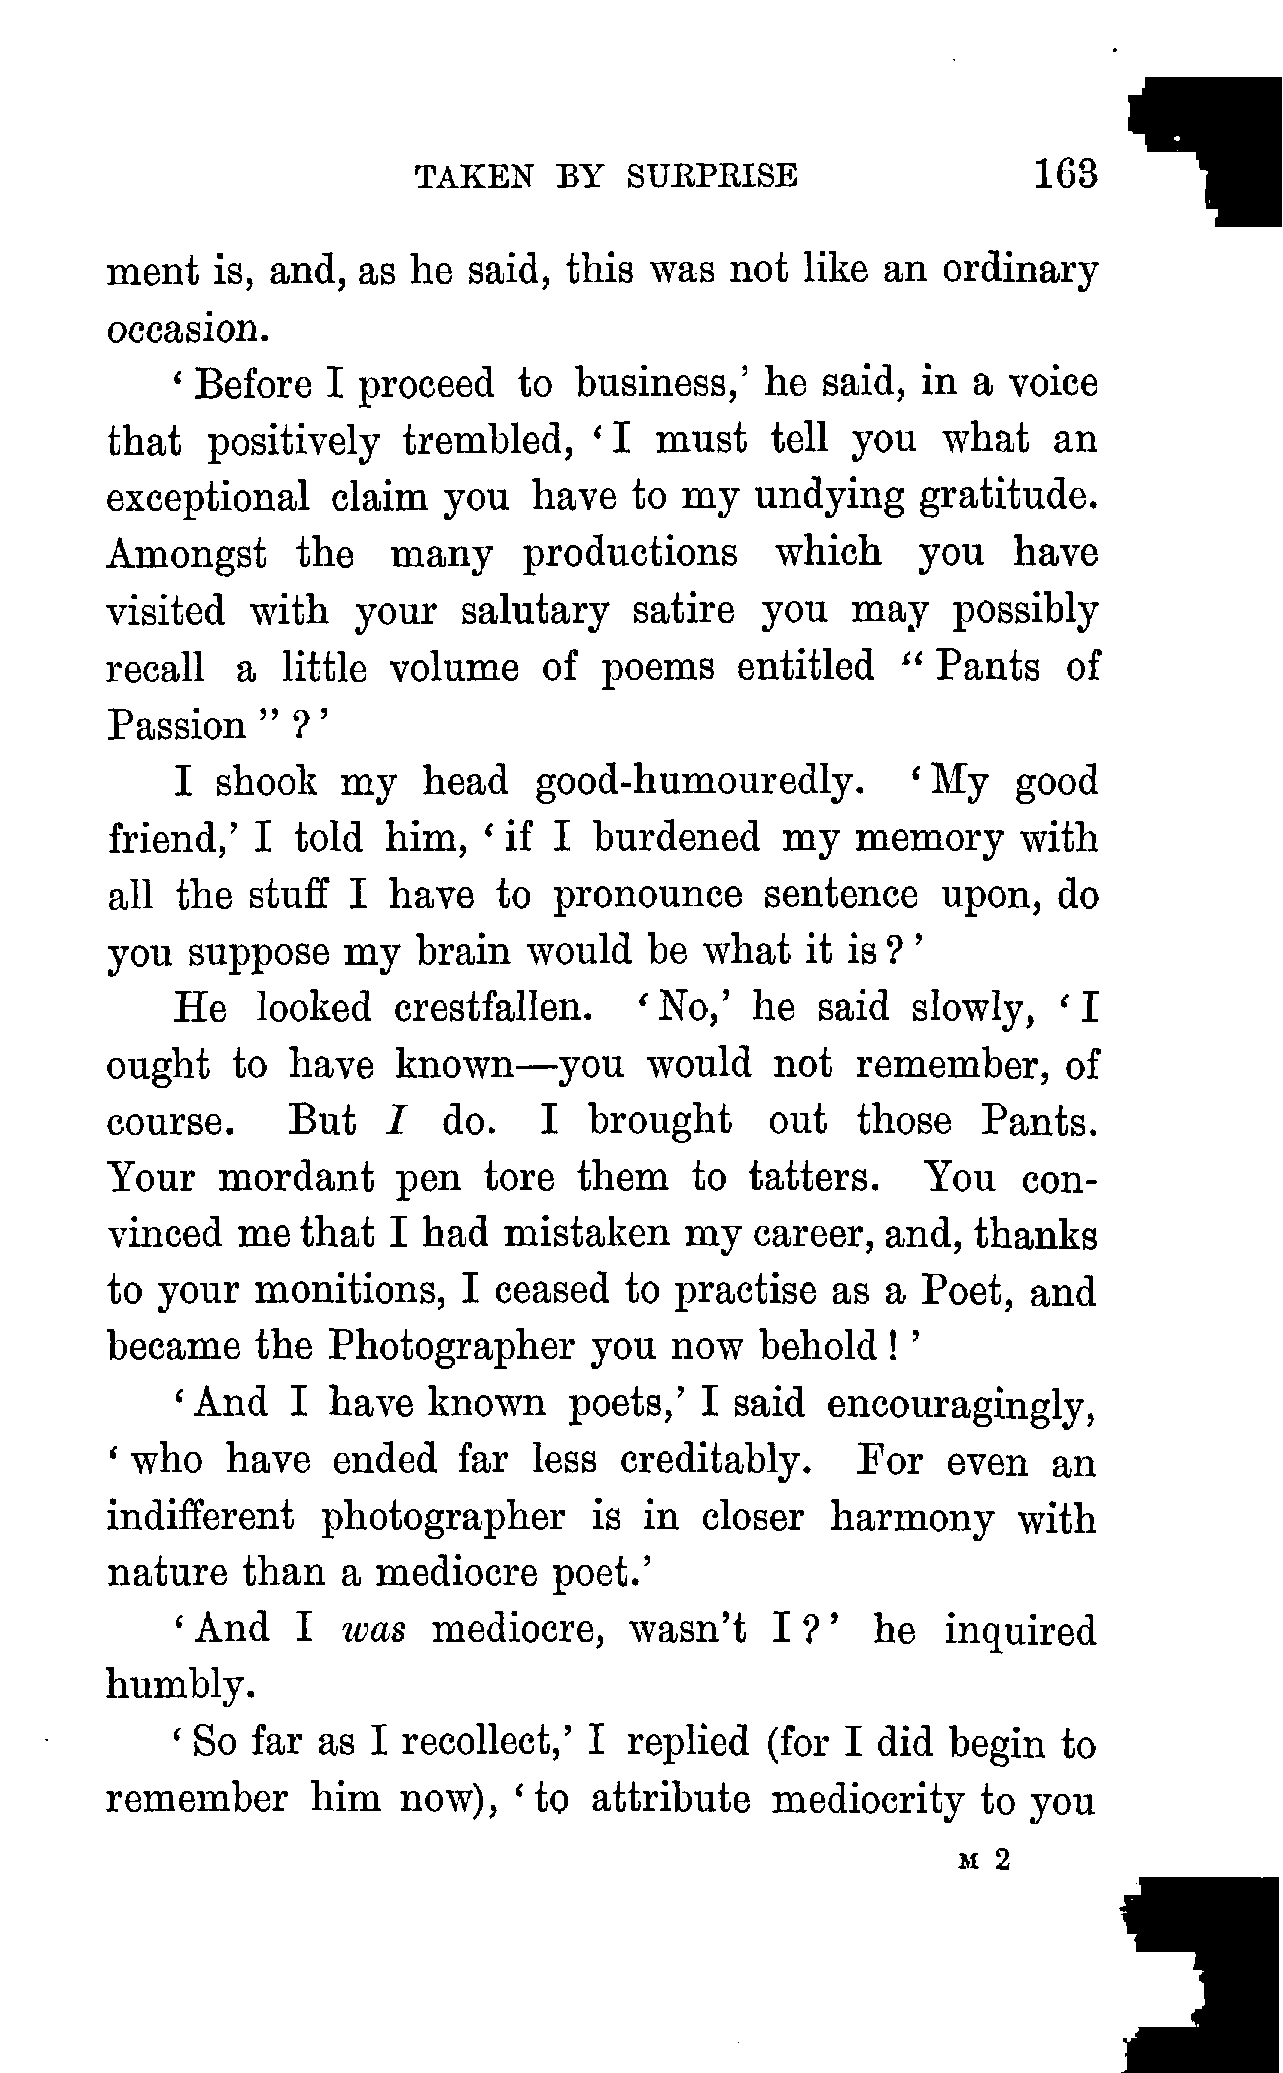 TAKEN BY SURPRISE 163
ment is, and, as he said, this was not like an ordinary
occasion.
‘ Before I proceed to business,’ he said, in a voice
that positively trembled, ‘ I must tell you what an
exceptional claim you have to my undying gratitude.
Amongst the many productions which you have
visited with your salutary satire you may possibly
recall a little volume of poems entitled “ Pants of
Passion ” ? ’
I shook my head good-humouredly. ‘ My good
friend,’ I told him, ‘ if I burdened my memory with
all the stuff I have to pronounce sentence upon, do
you suppose my brain would be what it is ? ’
He looked crestfallen. ‘ No,’ he said slowly, ‘ I
ought to have known—you would not remember, of
course. But I do. I brought out those Pants.
Your mordant pen tore them to tatters. You con-
vinced me that I had mistaken my career, and, thanks
to your monitions, I ceased to practise as a Poet, and
became the Photographer you now behold ! ’
‘ And I have known poets,’ I said encouragingly,
‘ who have ended far less creditably. For even an
indifferent photographer is in closer harmony with
nature than a mediocre poet.’
‘ And I was mediocre, wasn’t I ? ’ he inquired
humbly.
‘ So far as I recollect,’ I replied (for I did begin to
remember him now), ‘ to attribute mediocrity to you
M 2